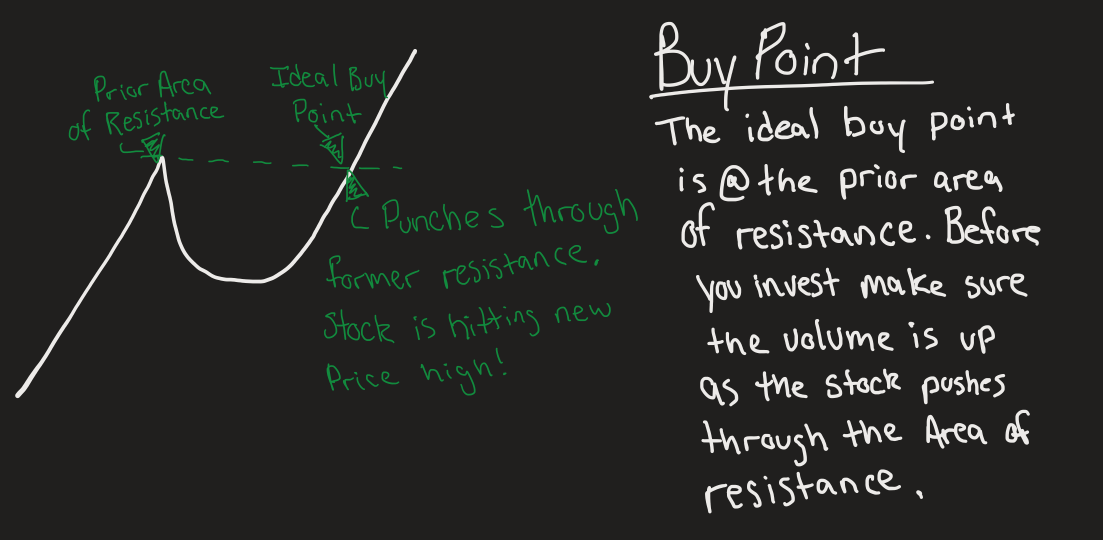 Prior Area
of Resistance
Ideal Buy
Point
Punches through
former resistance.
Stock is hitting new
Price high!
Buy Point
The ideal buy point
is @ the prior area
of resistance. Before
you invest make sure
the volume is up
as the stock pushes
through the Area of
resistance.